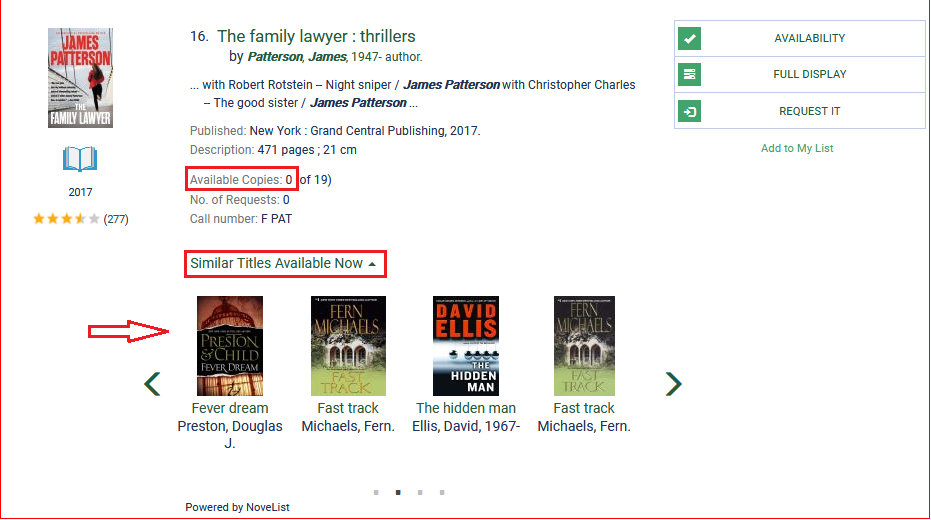 JAMES
PATTERSON
THE
FAMILY LAWYER
2017
(277)
16. The family lawyer : thrillers
by Patterson, James, 1947- author.
... with Robert Rotstein -- Night sniper / James Patterson with Christopher Charles
-- The good sister / James Patterson ...
Published: New York : Grand Central Publishing, 2017.
Description: 471 pages ; 21 cm
Available Copies: 0 (of 19)
No. of Requests: 0
Call number: F PAT
AVAILABILITY
FULL DISPLAY
REQUEST IT
Add to My List
Similar Titles Available Now
PRESTON
& CHILD
FEVER DREAM
FERN
MICHAELS
FAST
TRACK
DAVID
ELLIS
THE
HIDDEN
MAN
FERN
MICHAELS
FAST
TRACK
Fever dream
Preston, Douglas
J.
Fast track
Michaels, Fern.
The hidden man
Ellis, David, 1967-
Fast track
Michaels, Fern.
Powered by NoveList